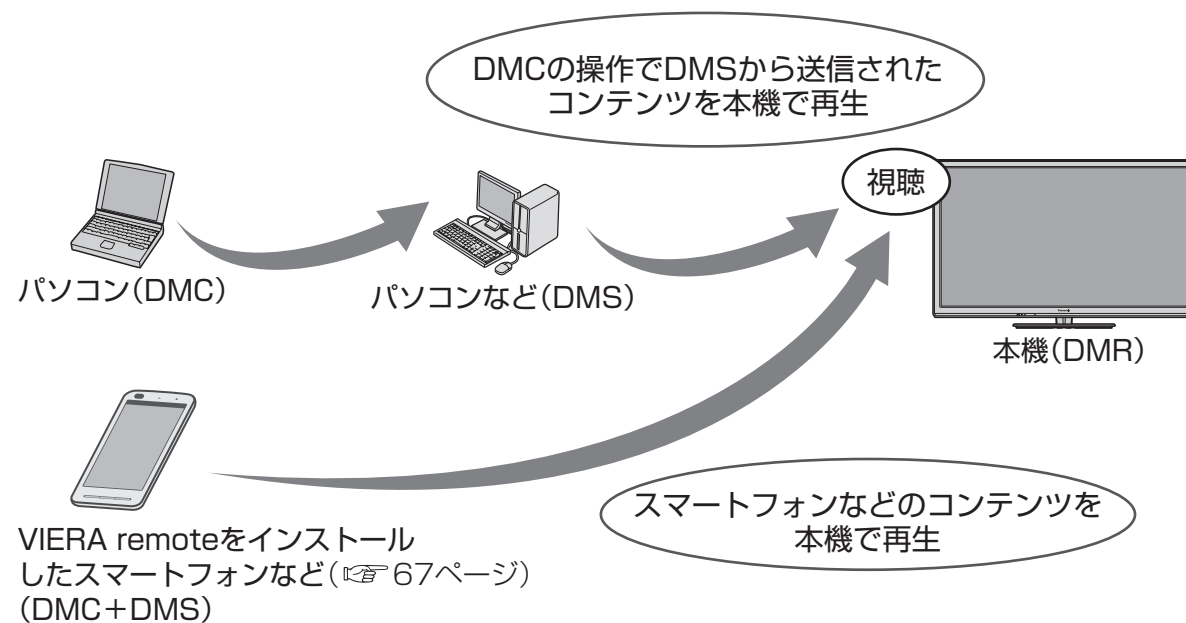 DMCの操作でDMSから送信された
コンテンツを本機で再生
視聴
パソコン(DMC)
パソコンなど(DMS)
本機(DMR)
スマートフォンなどのコンテンツを
本機で再生
VIERA remoteをインストール
したスマートフォンなど(☞67ページ)
(DMC+DMS)